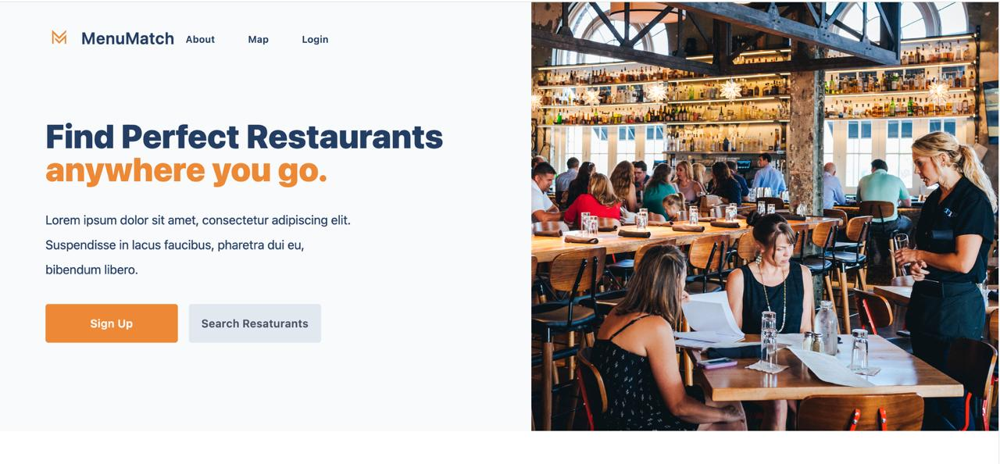 MenuMatch About Map Login
Find Perfect Restaurants
anywhere you go.
Lorem ipsum dolor sit amet, consectetur adipiscing elit.
Suspendisse in lacus faucibus, pharetra dui eu,
bibendum libero.
Sign Up Search Resaturants